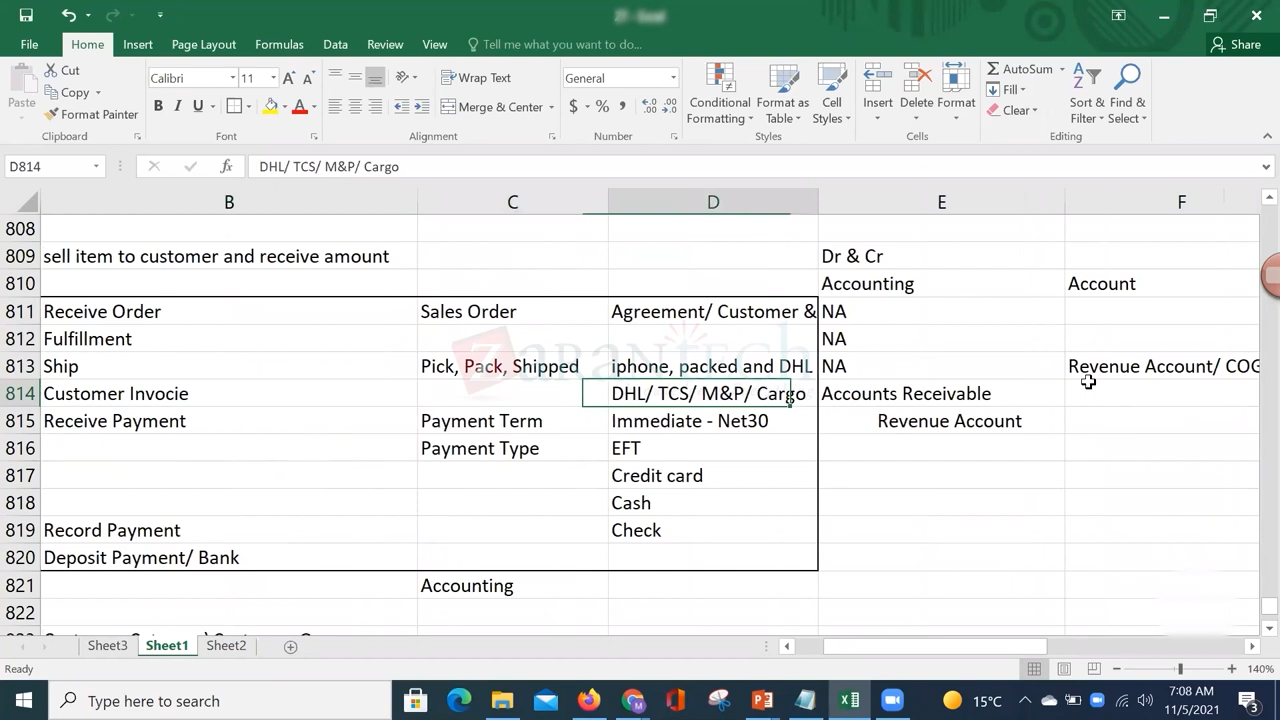 File Home Insert Page Layout Formulas Data Review View Tell me what you want to do... Share
Cut
Copy
Format Painter
Paste
Calibri 11
B I U
General
Wrap Text
Merge & Center
$ % ,
Conditional Formatting
Format as Table
Cell Styles
Insert Delete Format
AutoSum
Fill
Clear
Sort & Filter
Find & Select
Clipboard Font Alignment Number Styles Cells Editing
D814 fx DHL/ TCS/ M&P/ Cargo
B C D E F
808
809 sell item to customer and receive amount Dr & Cr
810 Accounting Account
811 Receive Order Sales Order Agreement/ Customer & NA
812 Fulfillment NA
813 Ship Pick, Pack, Shipped iphone, packed and DHL NA Revenue Account/ COG
814 Customer Invocie DHL/ TCS/ M&P/ Cargo Accounts Receivable
815 Receive Payment Payment Term Immediate - Net30 Revenue Account
816 Payment Type EFT
817 Credit card
818 Cash
819 Record Payment Check
820 Deposit Payment/ Bank
821 Accounting
822
ZARANTECH
Sheet3 Sheet1 Sheet2
Ready 140%
Type here to search 15°C 7:08 AM
11/5/2021
3